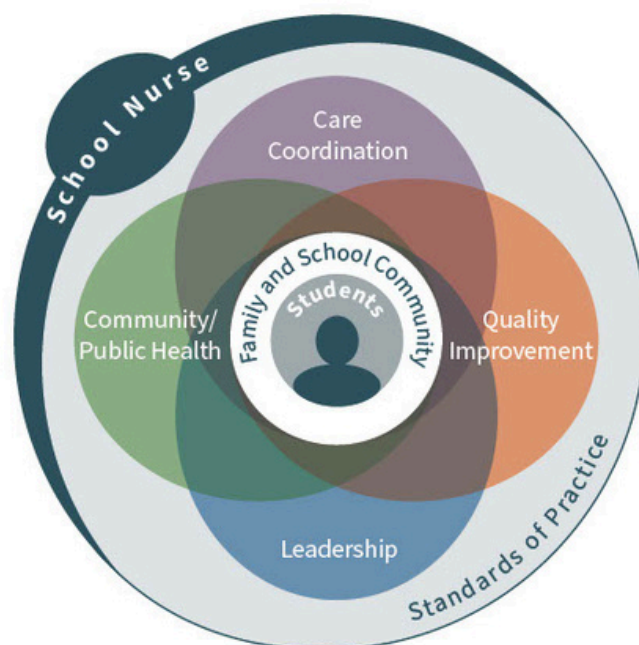 School Nurse
Care
Coordination
Family and School Community
Students
Community/
Public Health
Quality
Improvement
Leadership
Standards of Practice